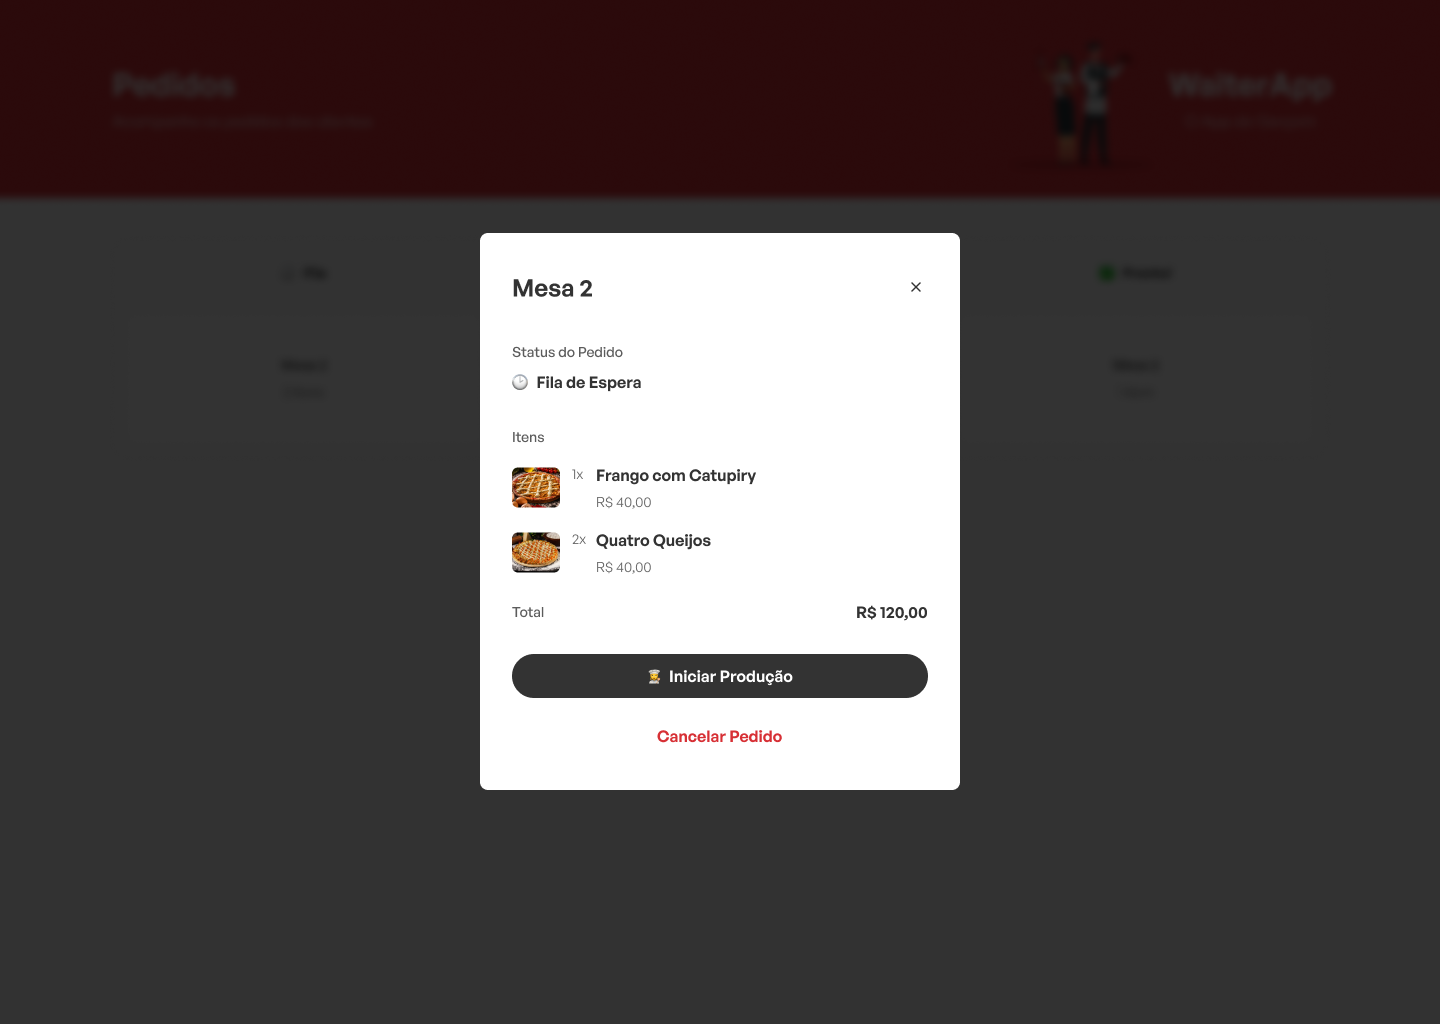 Pedidos
WaiterApp
Mesa 2
Status do Pedido
🕑 Fila de Espera
Itens
1x Frango com Catupiry
R$ 40,00
2x Quatro Queijos
R$ 40,00
Total R$ 120,00
👩‍🍳 Iniciar Produção
Cancelar Pedido